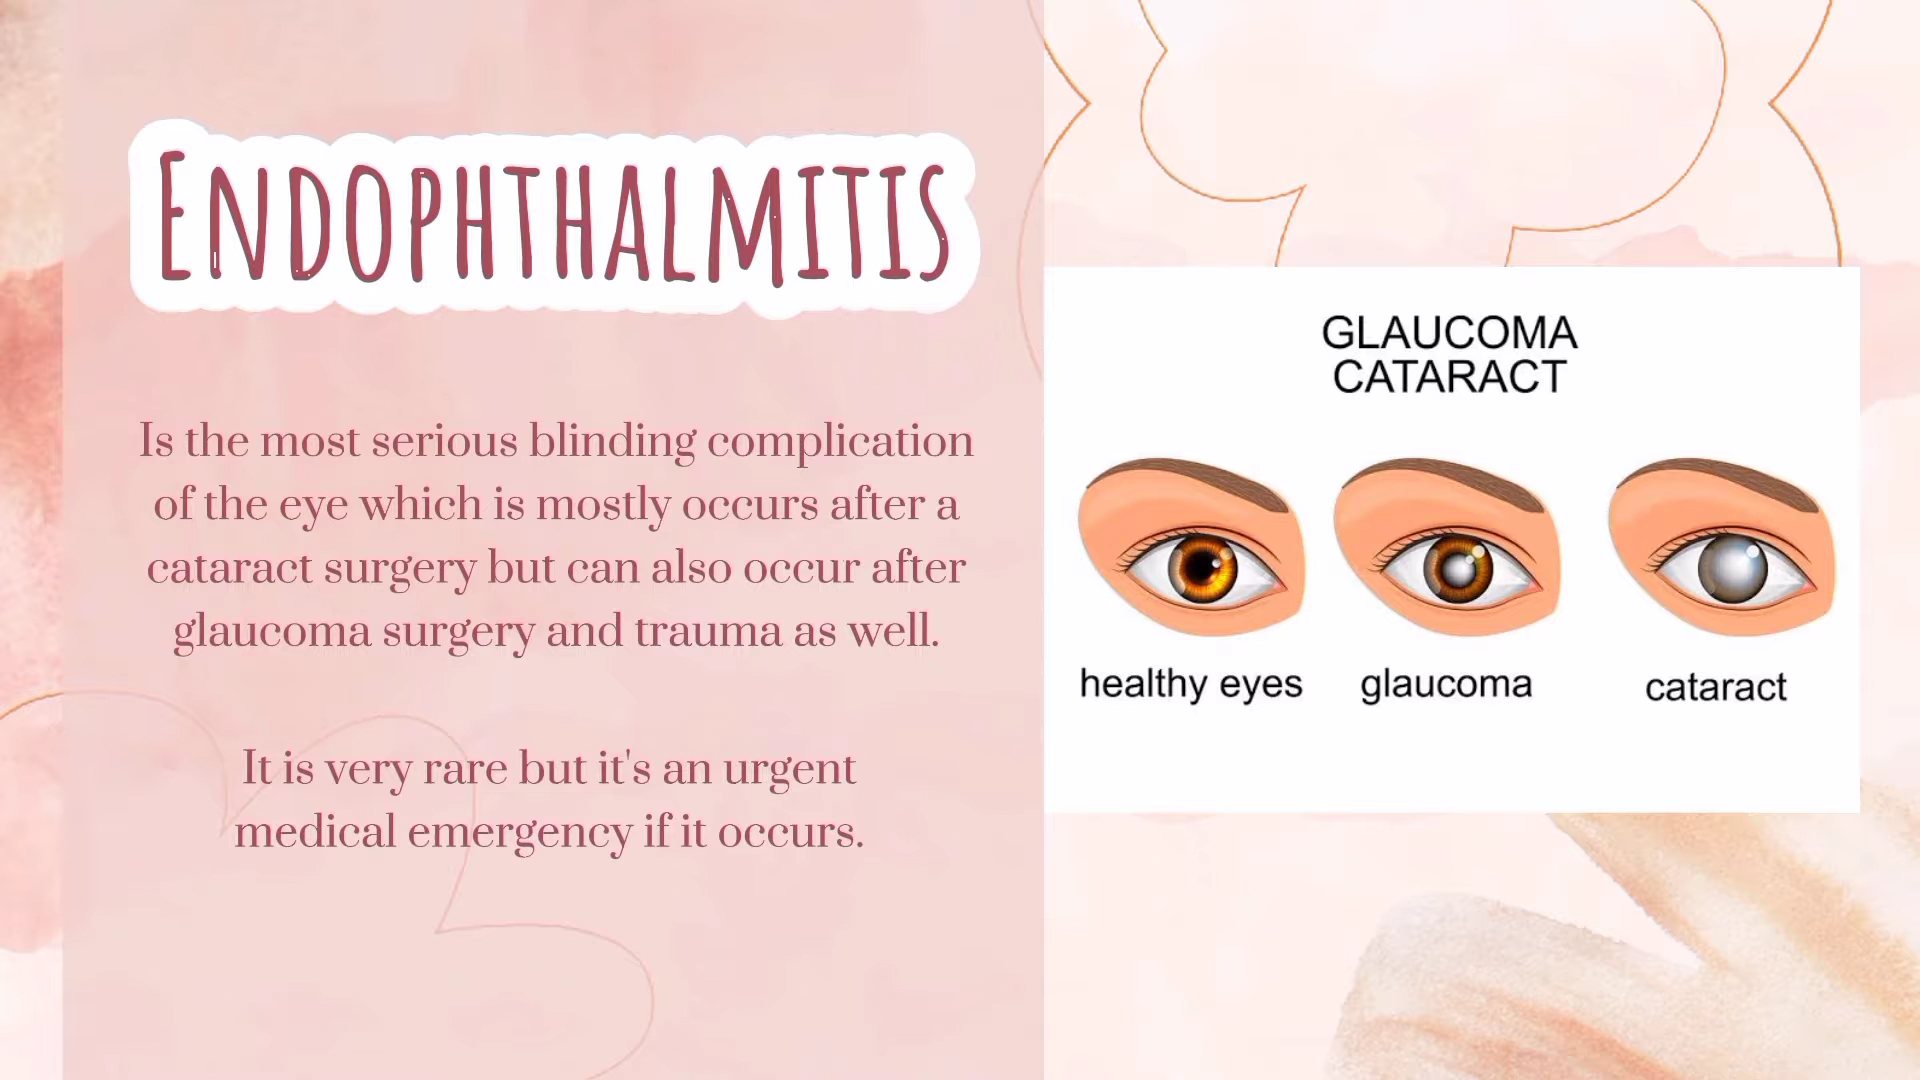 ENDOPHTHALMITIS
Is the most serious blinding complication
of the eye which is mostly occurs after a
cataract surgery but can also occur after
glaucoma surgery and trauma as well.
It is very rare but it's an urgent
medical emergency if it occurs.
GLAUCOMA
CATARACT
healthy eyes
glaucoma
cataract